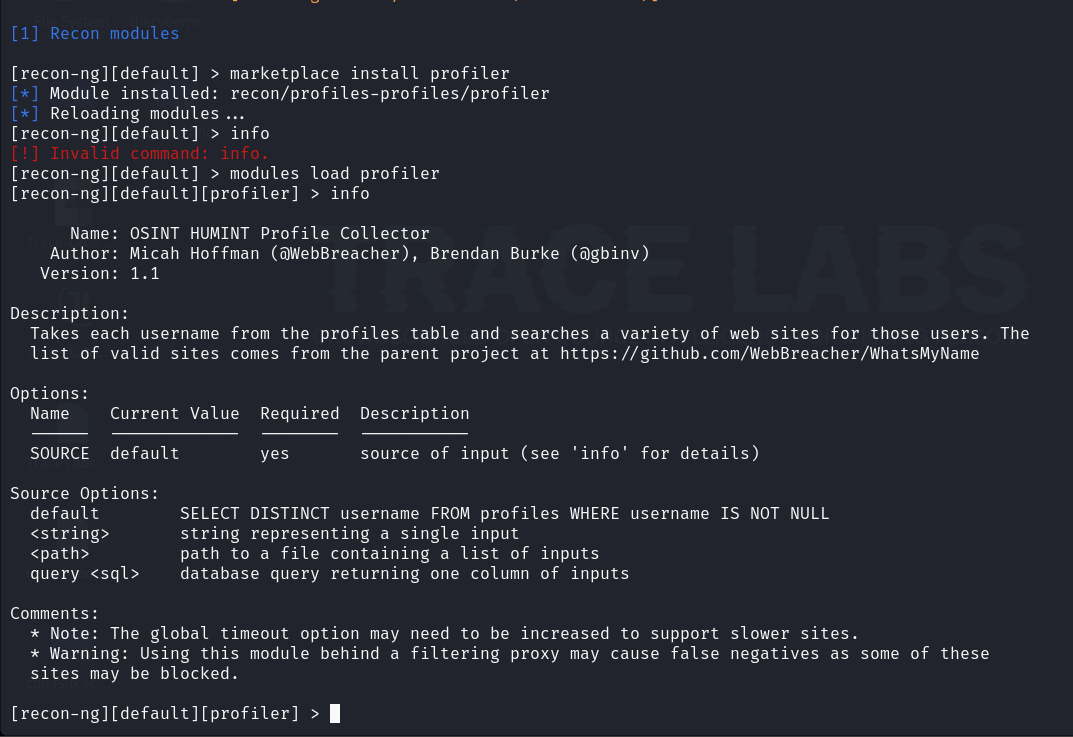 [1] Recon modules
[recon-ng][default] > marketplace install profiler
[*] Module installed: recon/profiles-profiles/profiler
[*] Reloading modules...
[recon-ng][default] > info
[!] Invalid command: info.
[recon-ng][default] > modules load profiler
[recon-ng][default][profiler] > info
Name: OSINT HUMINT Profile Collector
Author: Micah Hoffman (@WebBreacher), Brendan Burke (@gbinv)
Version: 1.1
TRACE LABS
Description:
Takes each username from the profiles table and searches a variety of web sites for those users. The
list of valid sites comes from the parent project at https://github.com/WebBreacher/WhatsMyName
Options:
Name Current Value Required Description
SOURCE default yes source of input (see 'info' for details)
Source Options:
default SELECT DISTINCT username FROM profiles WHERE username IS NOT NULL
<string> string representing a single input
<path> path to a file containing a list of inputs
query <sql> database query returning one column of inputs
Comments:
* Note: The global timeout option may need to be increased to support slower sites.
* Warning: Using this module behind a filtering proxy may cause false negatives as some of these
sites may be blocked.
[recon-ng][default][profiler] >